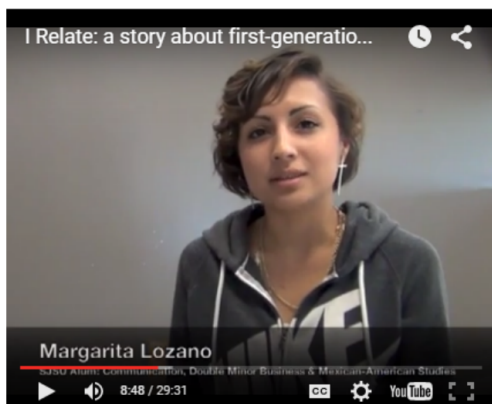 I Relate: a story about first-generatio...
NIKE
Margarita Lozano
SJSU Alum: Communication, Double Minor Business & Mexican-American Studies
8:48 / 29:31
CC
YouTube